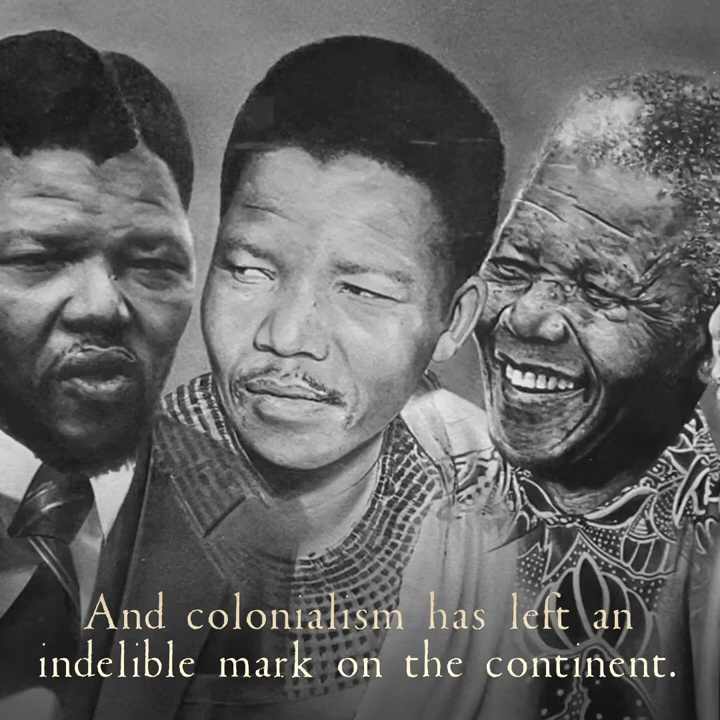 And colonialism has left an
indelible mark on the continent.